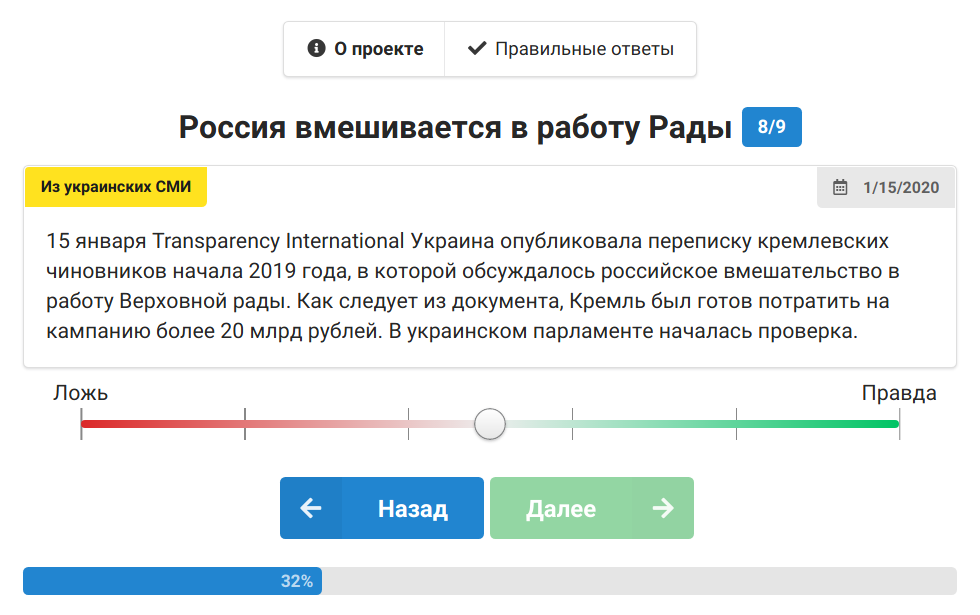 О проекте
Правильные ответы
Россия вмешивается в работу Рады 8/9
Из украинских СМИ
1/15/2020
15 января Transparency International Украина опубликовала переписку кремлевских
чиновников начала 2019 года, в которой обсуждалось российское вмешательство в
работу Верховной рады. Как следует из документа, Кремль был готов потратить на
кампанию более 20 млрд рублей. В украинском парламенте началась проверка.
Ложь
Правда
Назад
Далее
32%